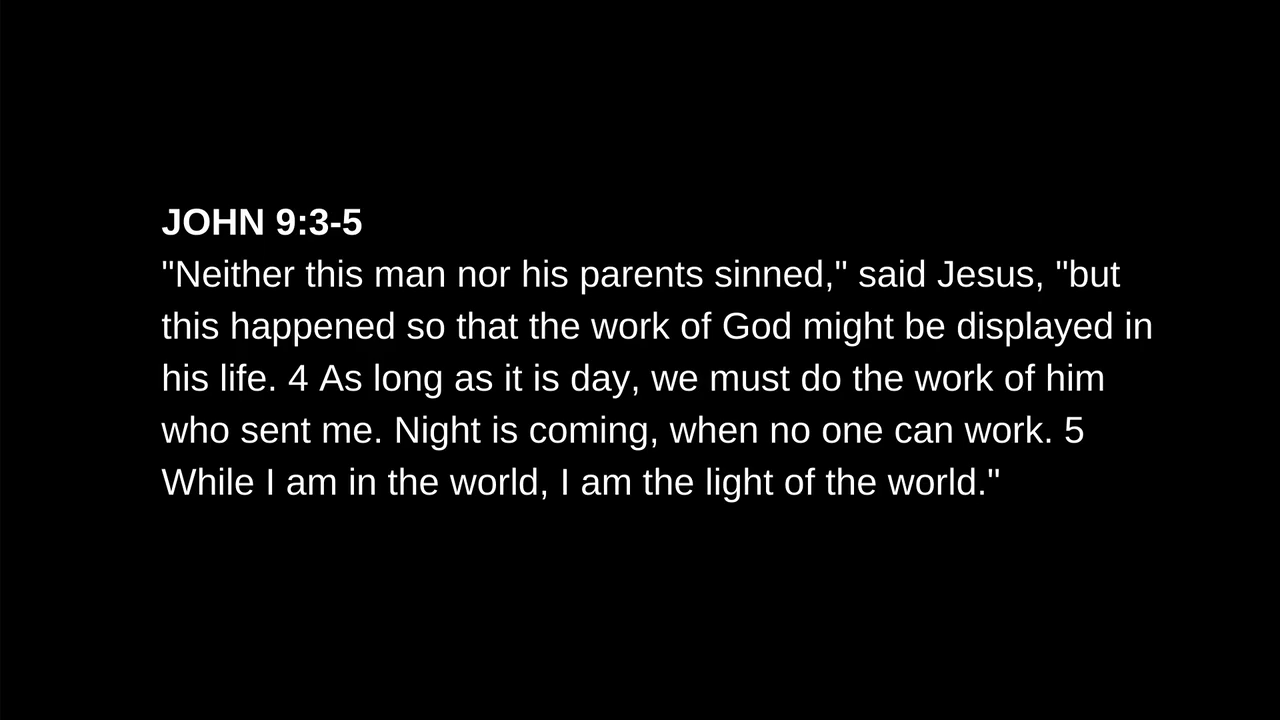 JOHN 9:3-5
"Neither this man nor his parents sinned," said Jesus, "but
this happened so that the work of God might be displayed in
his life. 4 As long as it is day, we must do the work of him
who sent me. Night is coming, when no one can work. 5
While I am in the world, I am the light of the world."